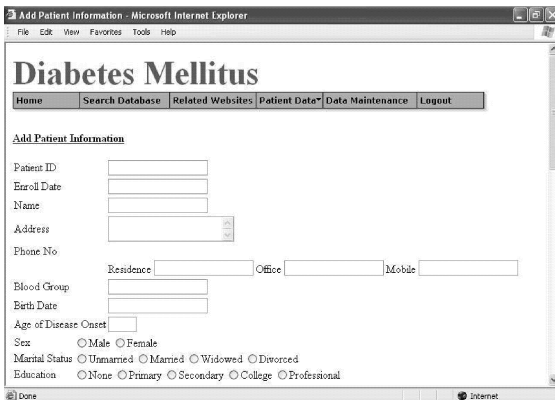 Add Patient Information - Microsoft Internet Explorer
File Edit View Favorites Tools Help
Diabetes Mellitus
Home Search Database Related Websites Patient Data Data Maintenance Logout
Add Patient Information
Patient ID
Enroll Date
Name
Address
Phone No
Residence Office Mobile
Blood Group
Birth Date
Age of Disease Onset
Sex Male Female
Marital Status Unmarried Married Widowed Divorced
Education None Primary Secondary College Professional
Done Internet